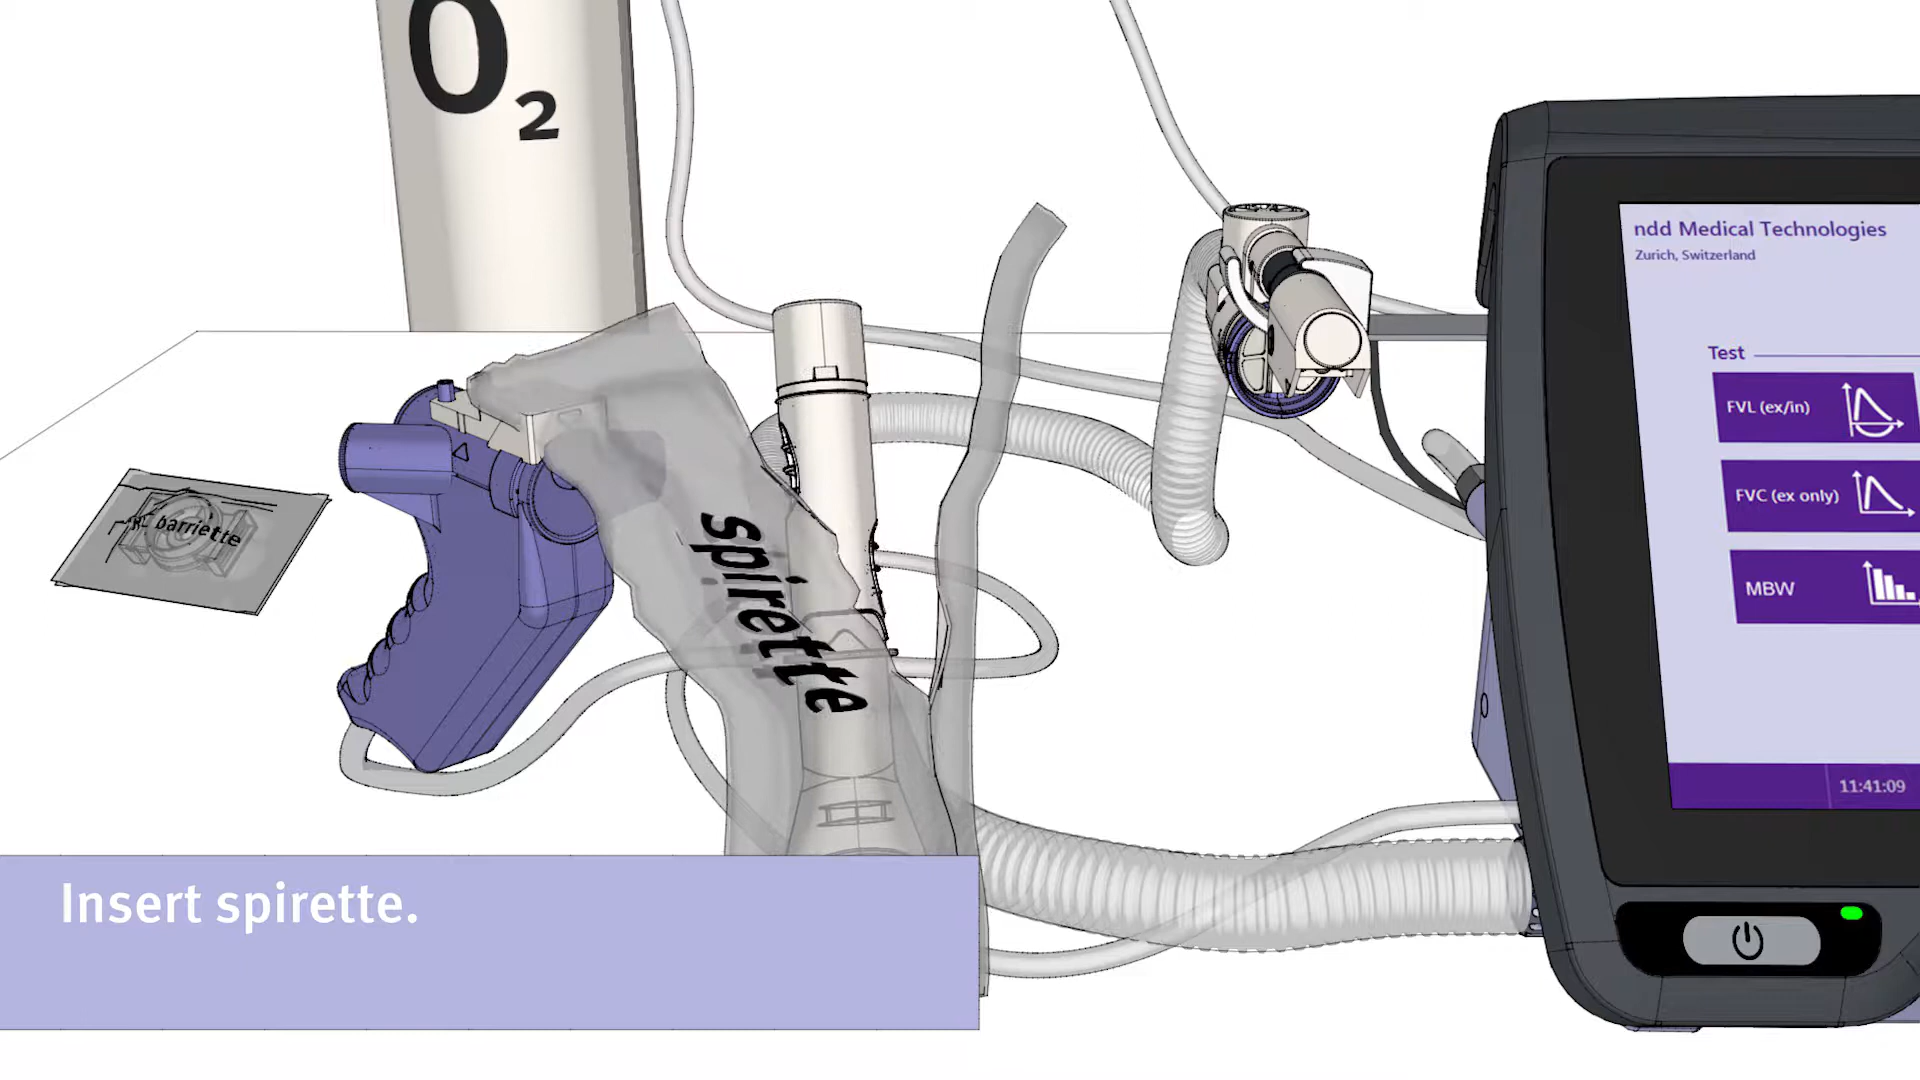 O2
ndd Medical Technologies
Zurich, Switzerland
Test
FVL (ex/in)
FVC (ex only)
MBW
barriette
spirette
11:41:09
Insert spirette.